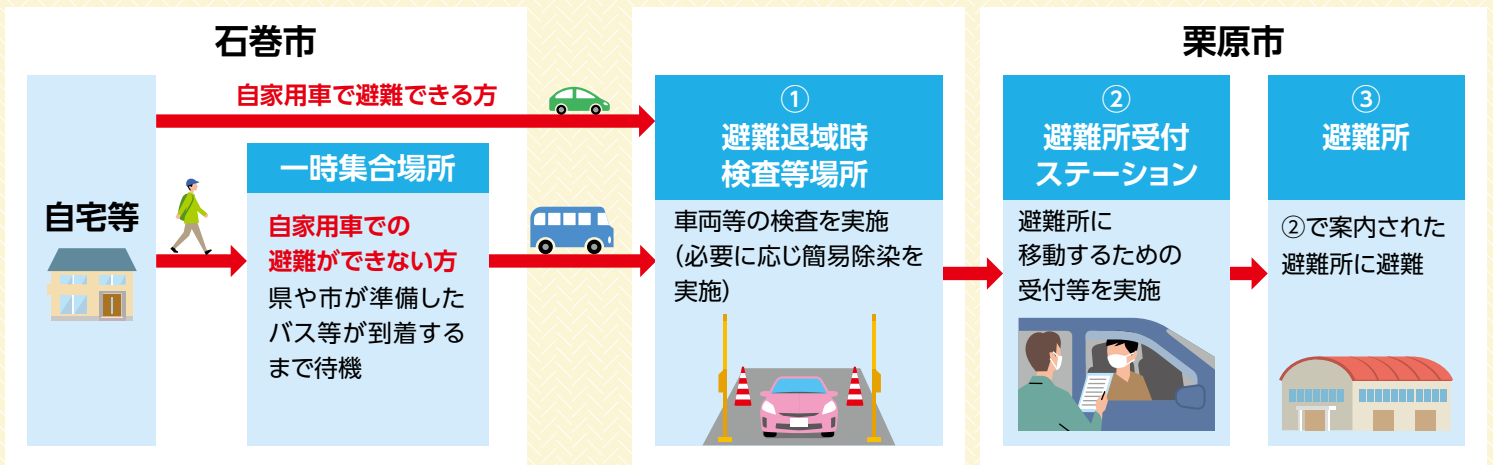 石巻市
自宅等
自家用車で避難できる方
一時集合場所
自家用車での
避難ができない方
県や市が準備した
バス等が到着する
まで待機
①
避難退域時
検査等場所
車両等の検査を実施
(必要に応じ簡易除染を
実施)
栗原市
②
避難所受付
ステーション
避難所に
移動するための
受付等を実施
③
避難所
②で案内された
避難所に避難